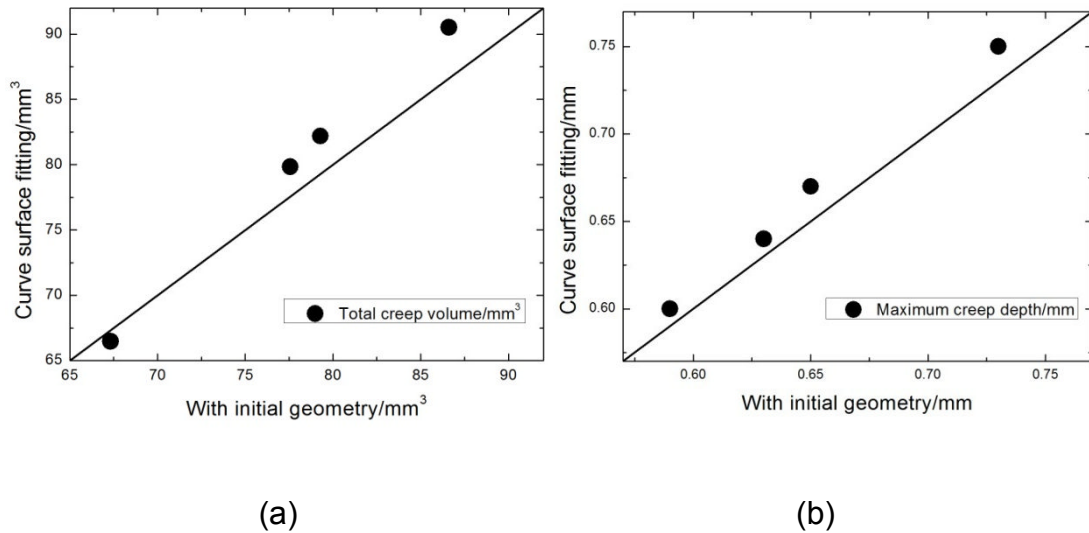 90
85
80
75
70
65
65
70
75
80
85
90
Curve surface fitting/mm³
With initial geometry/mm³
Total creep volume/mm³
(a)
0.75
0.70
0.65
0.60
0.60
0.65
0.70
0.75
Curve surface fitting/mm
With initial geometry/mm
Maximum creep depth/mm
(b)